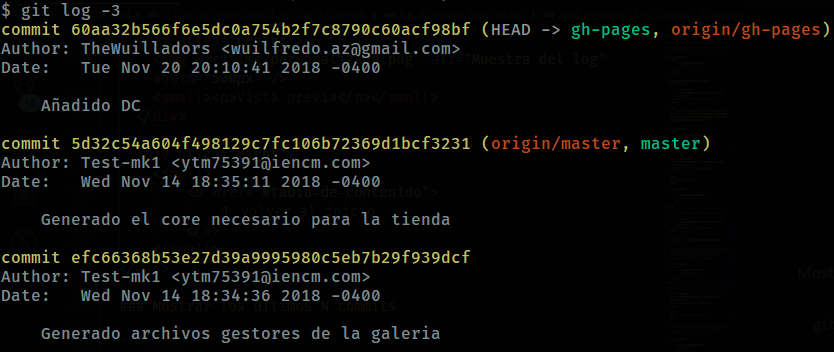 $ git log -3
commit 60aa32b566f6e5dc0a754b2f7c8790c60acf98bf (HEAD -> gh-pages, origin/gh-pages)
Author: TheWuilladors <wuilfredo.az@gmail.com>
Date:   Tue Nov 20 20:10:41 2018 -0400
Añadido DC
commit 5d32c54a604f498129c7fc106b72369d1bcf3231 (origin/master, master)
Author: Test-mk1 <ytm75391@iencm.com>
Date:   Wed Nov 14 18:35:11 2018 -0400
Generado el core necesario para la tienda
commit efc66368b53e27d39a9995980c5eb7b29f939dcf
Author: Test-mk1 <ytm75391@iencm.com>
Date:   Wed Nov 14 18:34:36 2018 -0400
Generado archivos gestores de la galeria